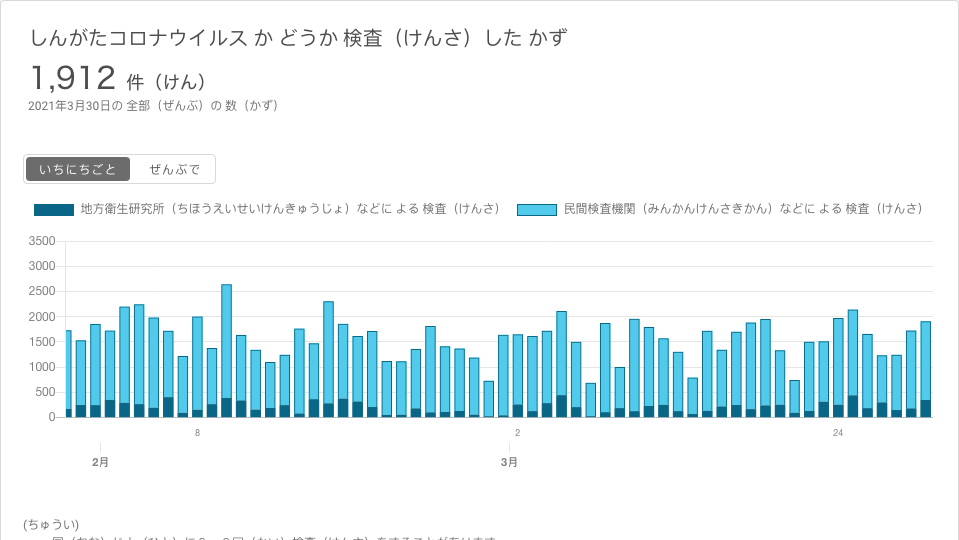 しんがたコロナウイルス か どうか 検査（けんさ）した かず
1,912 件（けん）
2021年3月30日の 全部（ぜんぶ）の 数（かず）
いちにちごと ぜんぶで
地方衛生研究所（ちほうえいせいけんきゅうじょ）などに よる 検査（けんさ） 民間検査機関（みんかんけんさきかん）などに よる 検査（けんさ）
3500
3000
2500
2000
1500
1000
500
0
8 2 24
2月 3月
(ちゅうい)